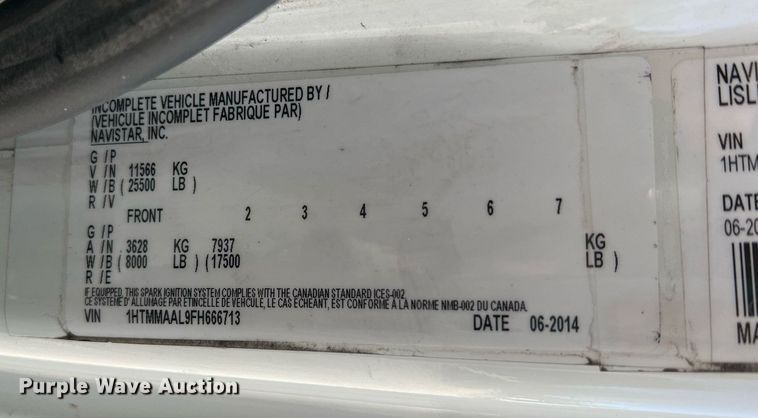 INCOMPLETE VEHICLE MANUFACTURED BY /
(VEHICULE INCOMPLET FABRIQUE PAR)
NAVISTAR, INC.
G /P
V /N 11566 KG
W /B ( 25500 LB )
R /V
FRONT 2 3 4 5 6 7
G /P
A /N 3628 KG 7937 KG
W /B ( 8000 LB ) (17500 LB )
R /E
IF EQUIPPED, THIS SPARK IGNITION SYSTEM COMPLIES WITH THE CANADIAN STANDARD ICES-002
CE SYSTEME D' ALLUMAGE PAR ETINCELLE DE VEHICULE, LE CAS ECHEANT, EST CONFORME A LA NORME NMB-002 DU CANADA.
VIN 1HTMMAAL9FH666713 DATE 06-2014
NAVI
LISL
VIN
1HTM
DATE
06-20
MA
Purple Wave Auction